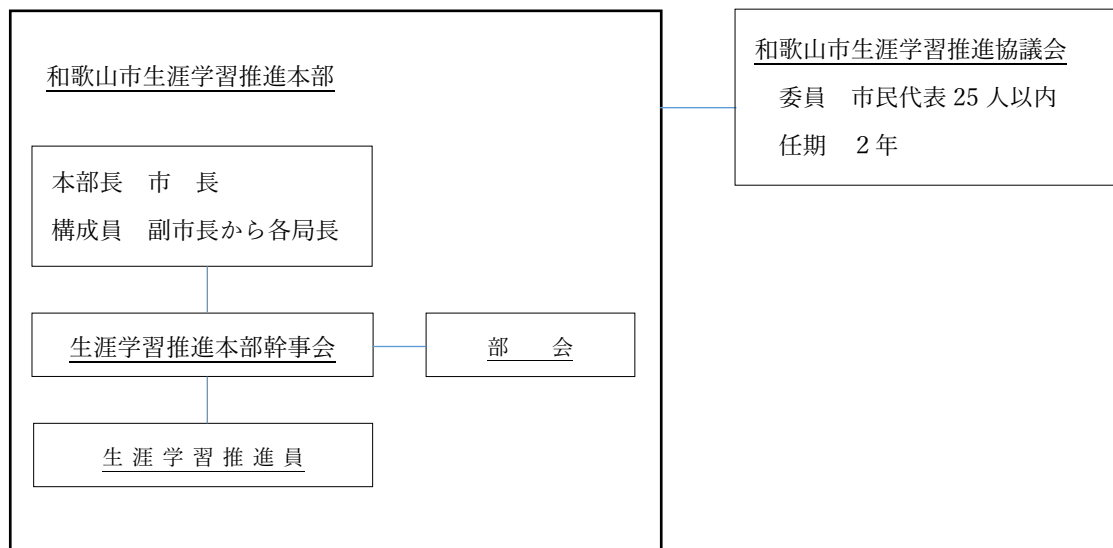 和歌山市生涯学習推進本部
本部長　市　長
構成員　副市長から各局長
生涯学習推進本部幹事会
部　　会
生 涯 学 習 推 進 員
和歌山市生涯学習推進協議会
委員　市民代表 25 人以内
任期　２年